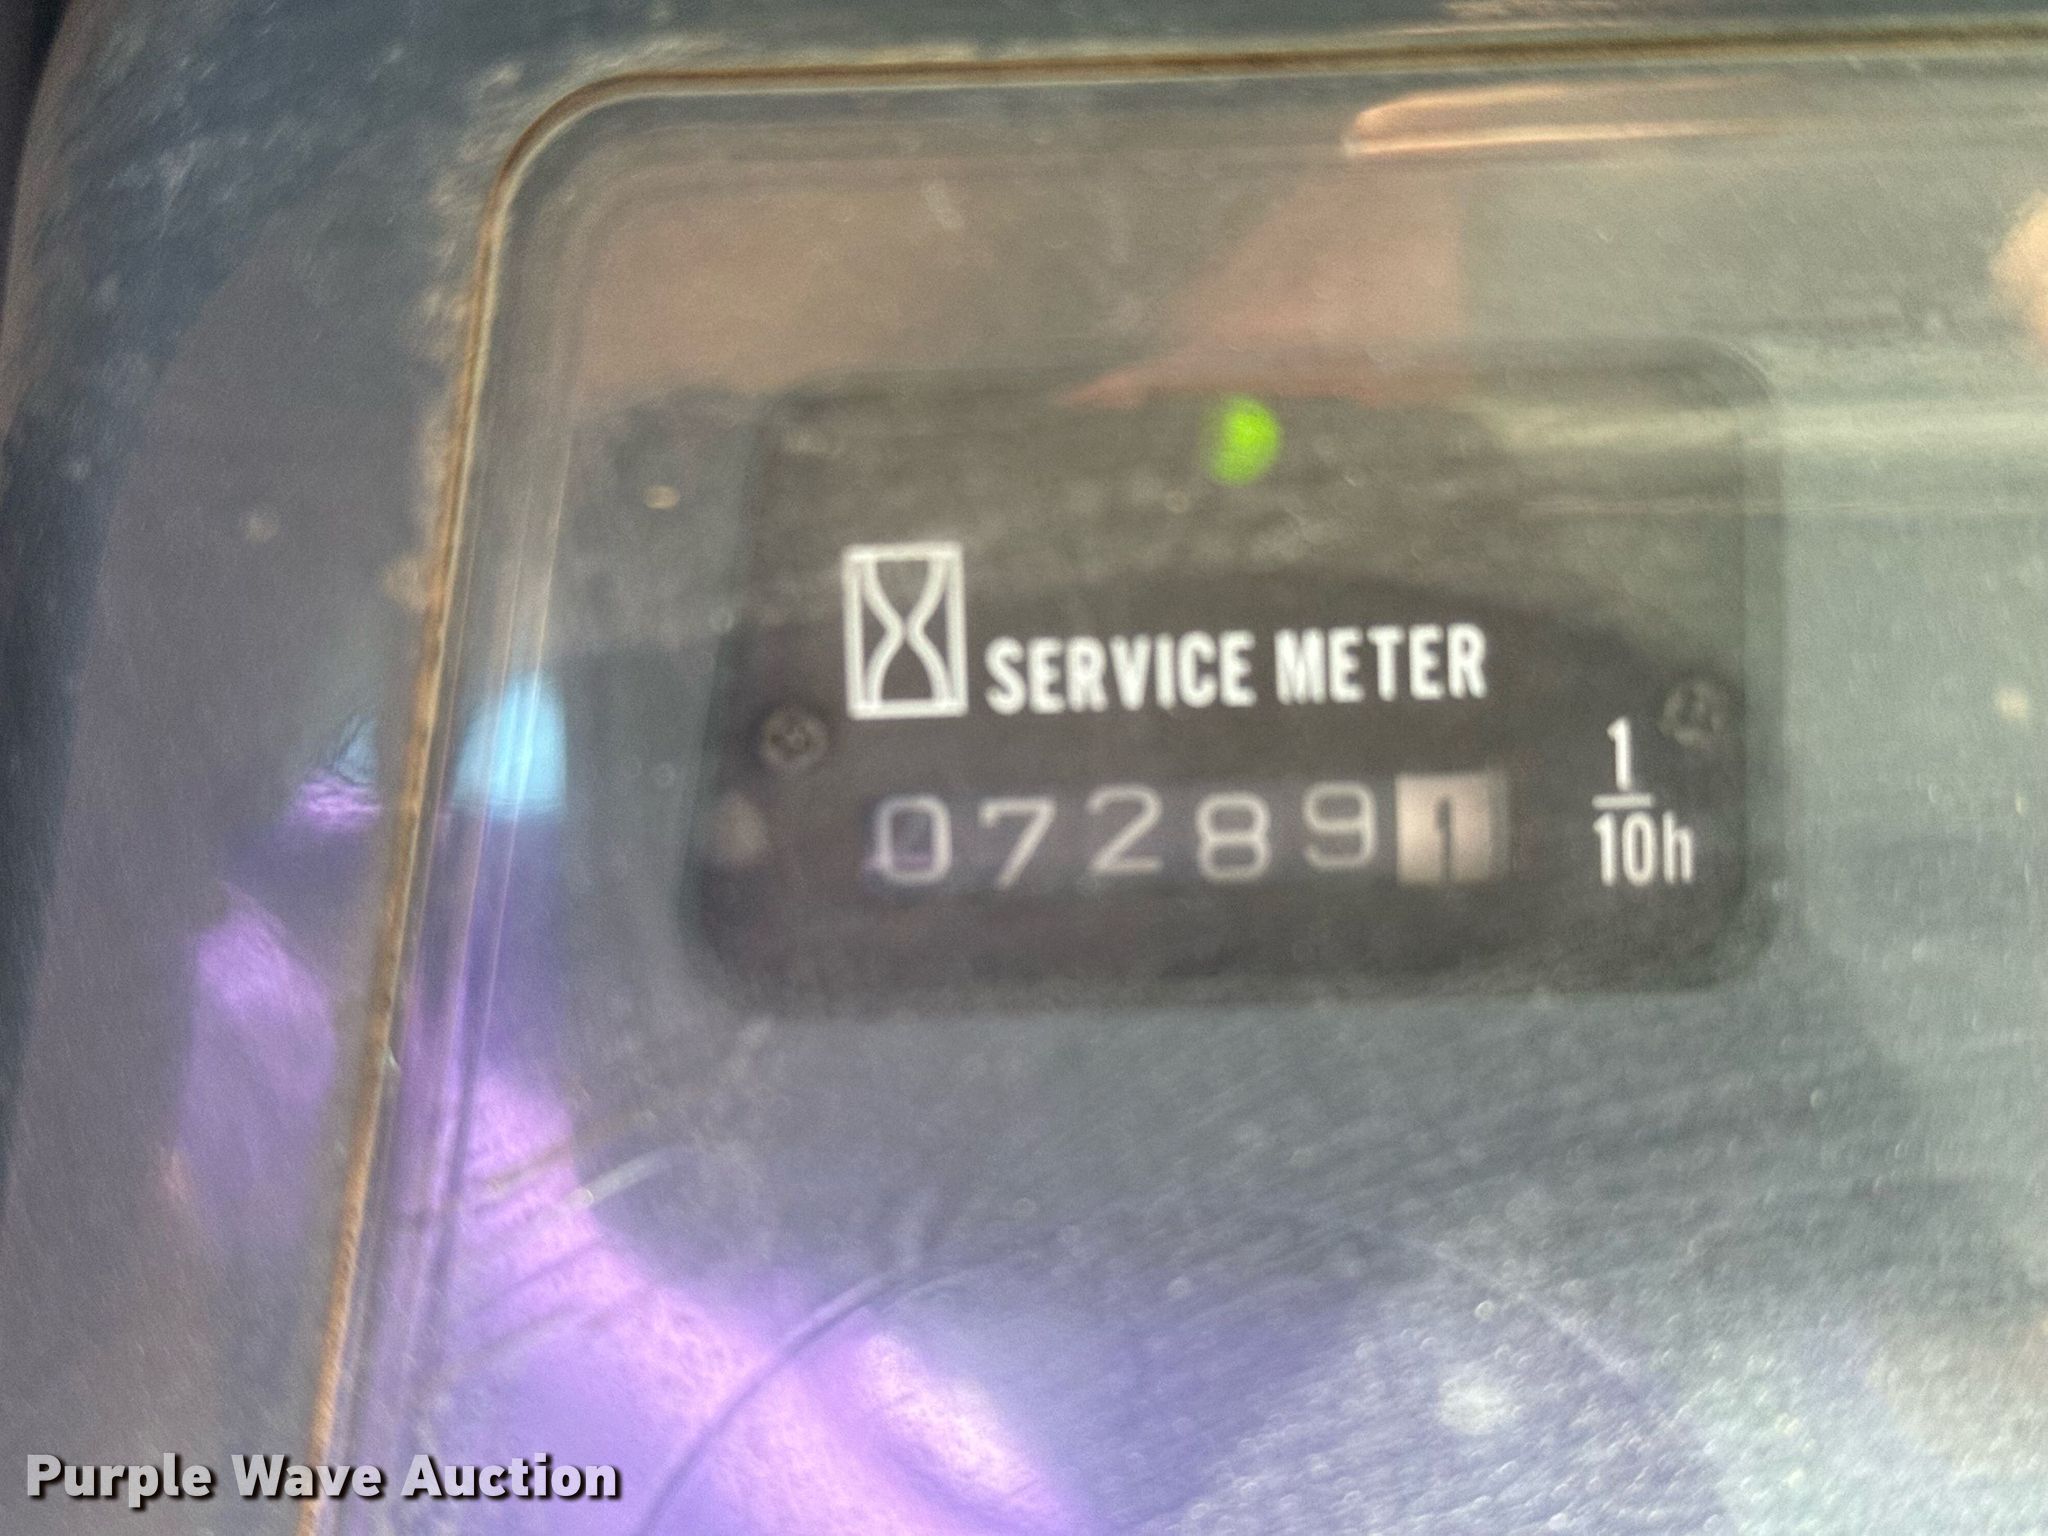 SERVICE METER
072891
1
10h
Purple Wave Auction